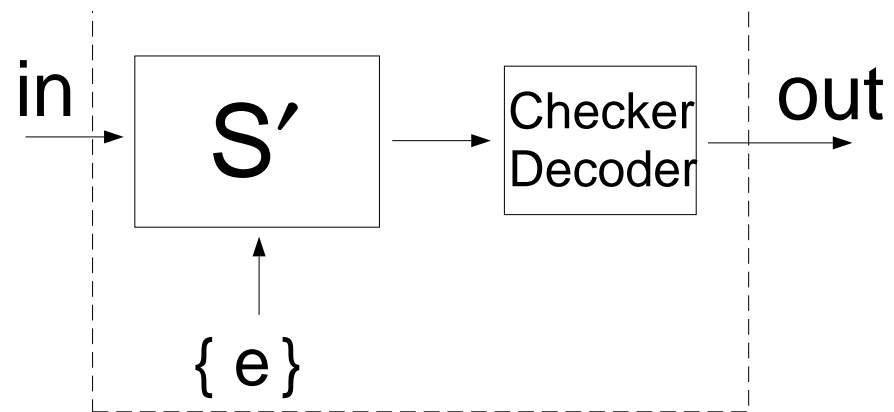 in
S′
Checker
Decoder
out
{ e }